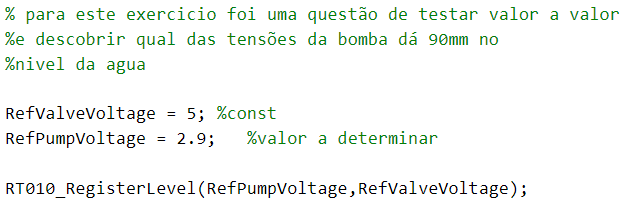 % para este exercicio foi uma questão de testar valor a valor
%e descobrir qual das tensões da bomba dá 90mm no
%nivel da agua
RefValveVoltage = 5; %const
RefPumpVoltage = 2.9;   %valor a determinar
RT010_RegisterLevel(RefPumpVoltage,RefValveVoltage);